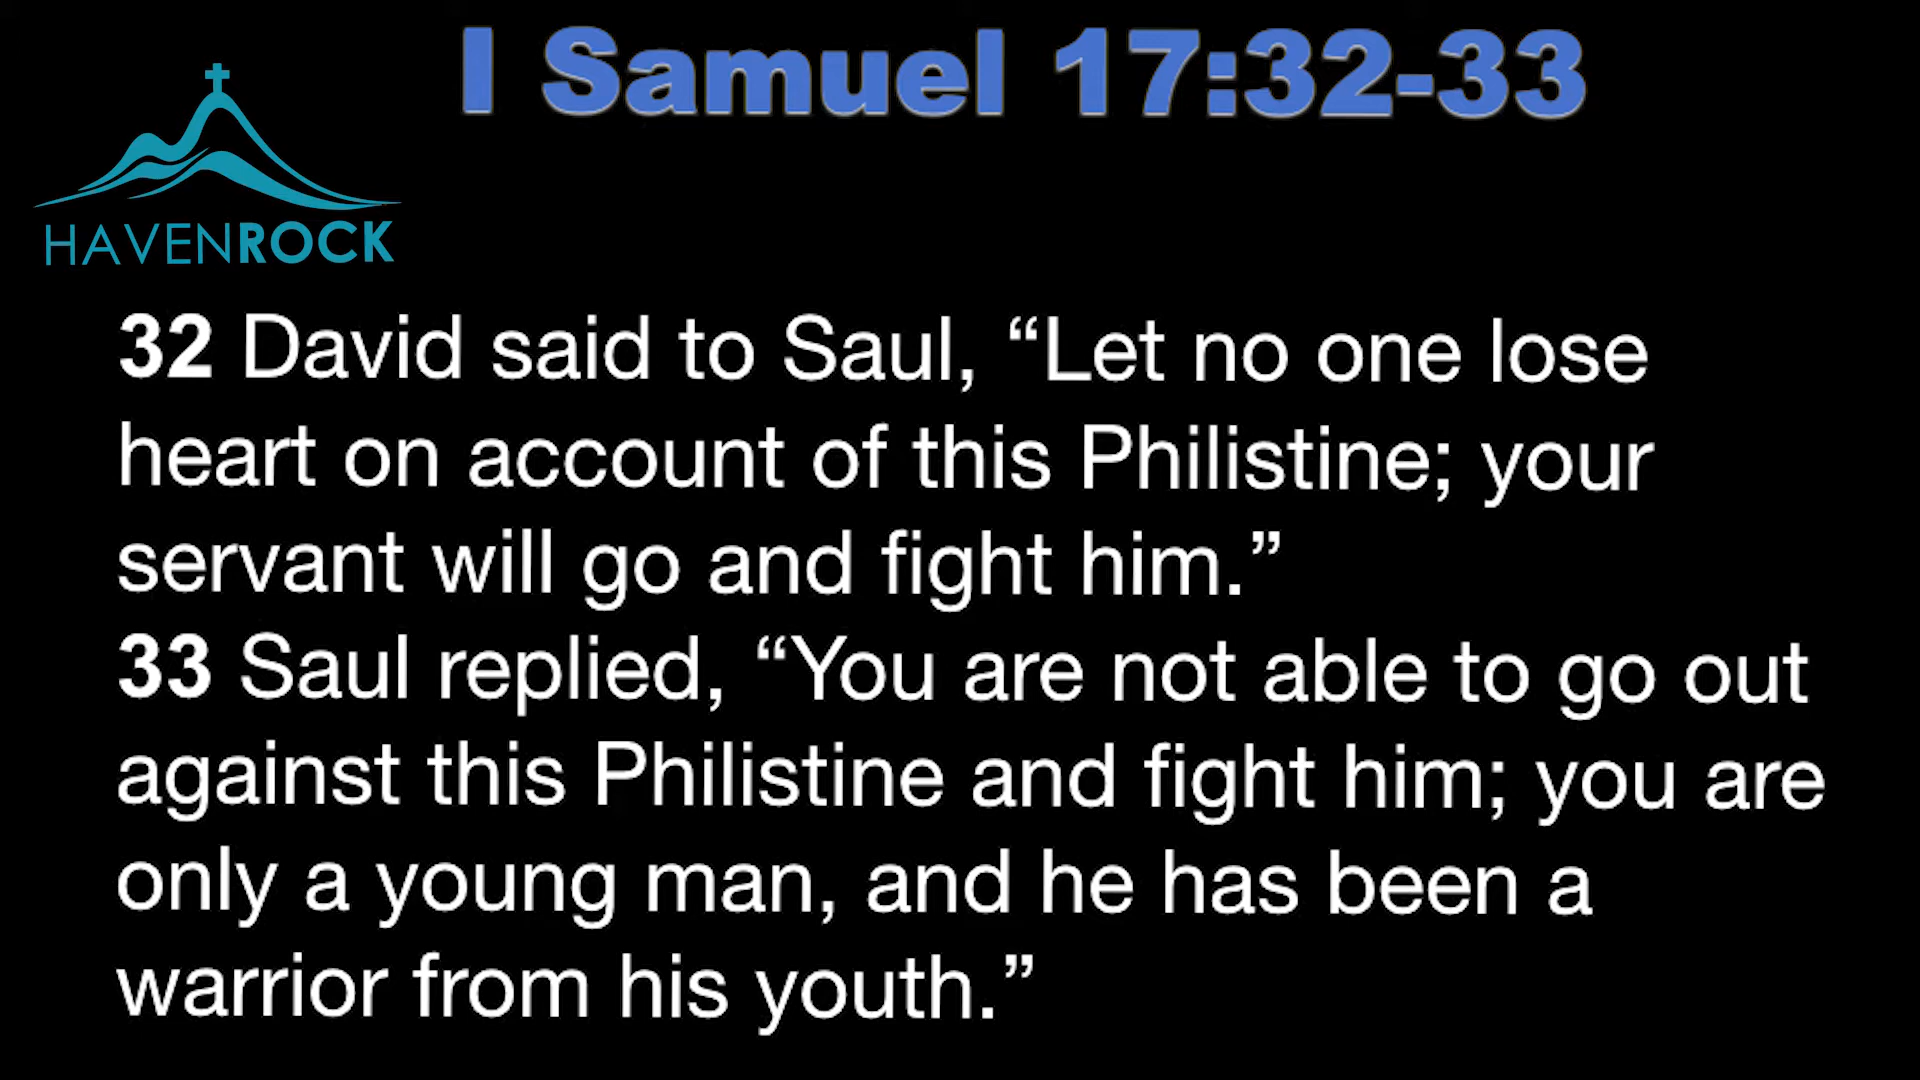 I Samuel 17:32-33
HAVENROCK
32 David said to Saul, “Let no one lose
heart on account of this Philistine; your
servant will go and fight him.”
33 Saul replied, “You are not able to go out
against this Philistine and fight him; you are
only a young man, and he has been a
warrior from his youth.”